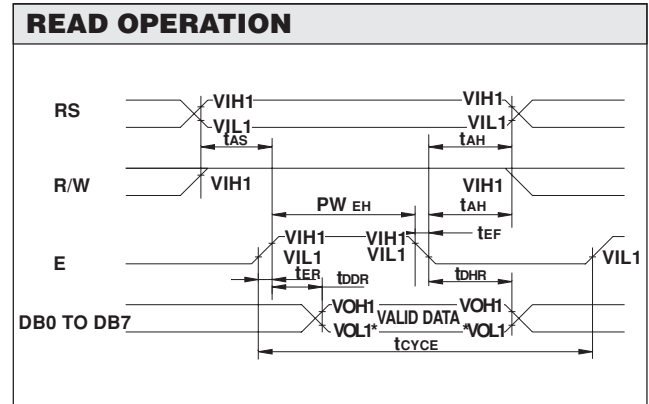 READ OPERATION
RS
VIH1
VIH1
VIL1
VIL1
tAS
tAH
R/W
VIH1
VIH1
PW EH
tAH
tEF
VIH1
VIH1
E
VIL1
VIL1
VIL1
tER
tDDR
tDHR
DB0 TO DB7
VOH1
VALID DATA
VOH1
VOL1*
*VOL1
tCYCE